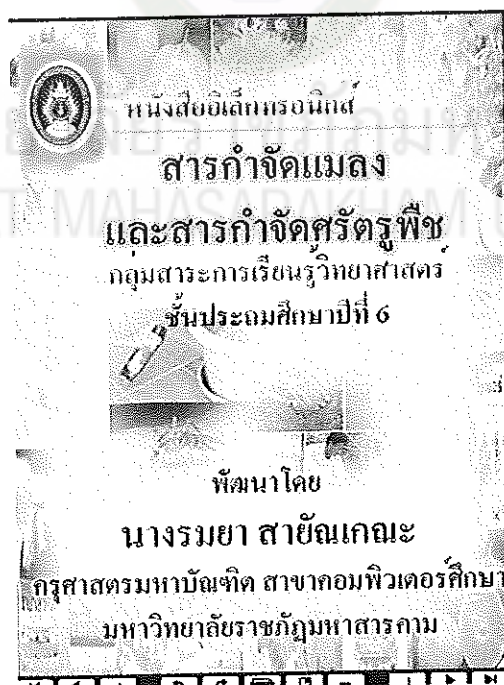 หนังสืออิเล็กทรอนิกส์
สารกำจัดแมลง
และสารกำจัดศรัตรูพืช
กลุ่มสาระการเรียนรู้วิทยาศาสตร์
ชั้นประถมศึกษาปีที่ 6
พัฒนาโดย
นางรมยา สายัณเกณะ
ครุศาสตรมหาบัณฑิต สาขาคอมพิวเตอร์ศึกษา
มหาวิทยาลัยราชภัฏมหาสารคาม